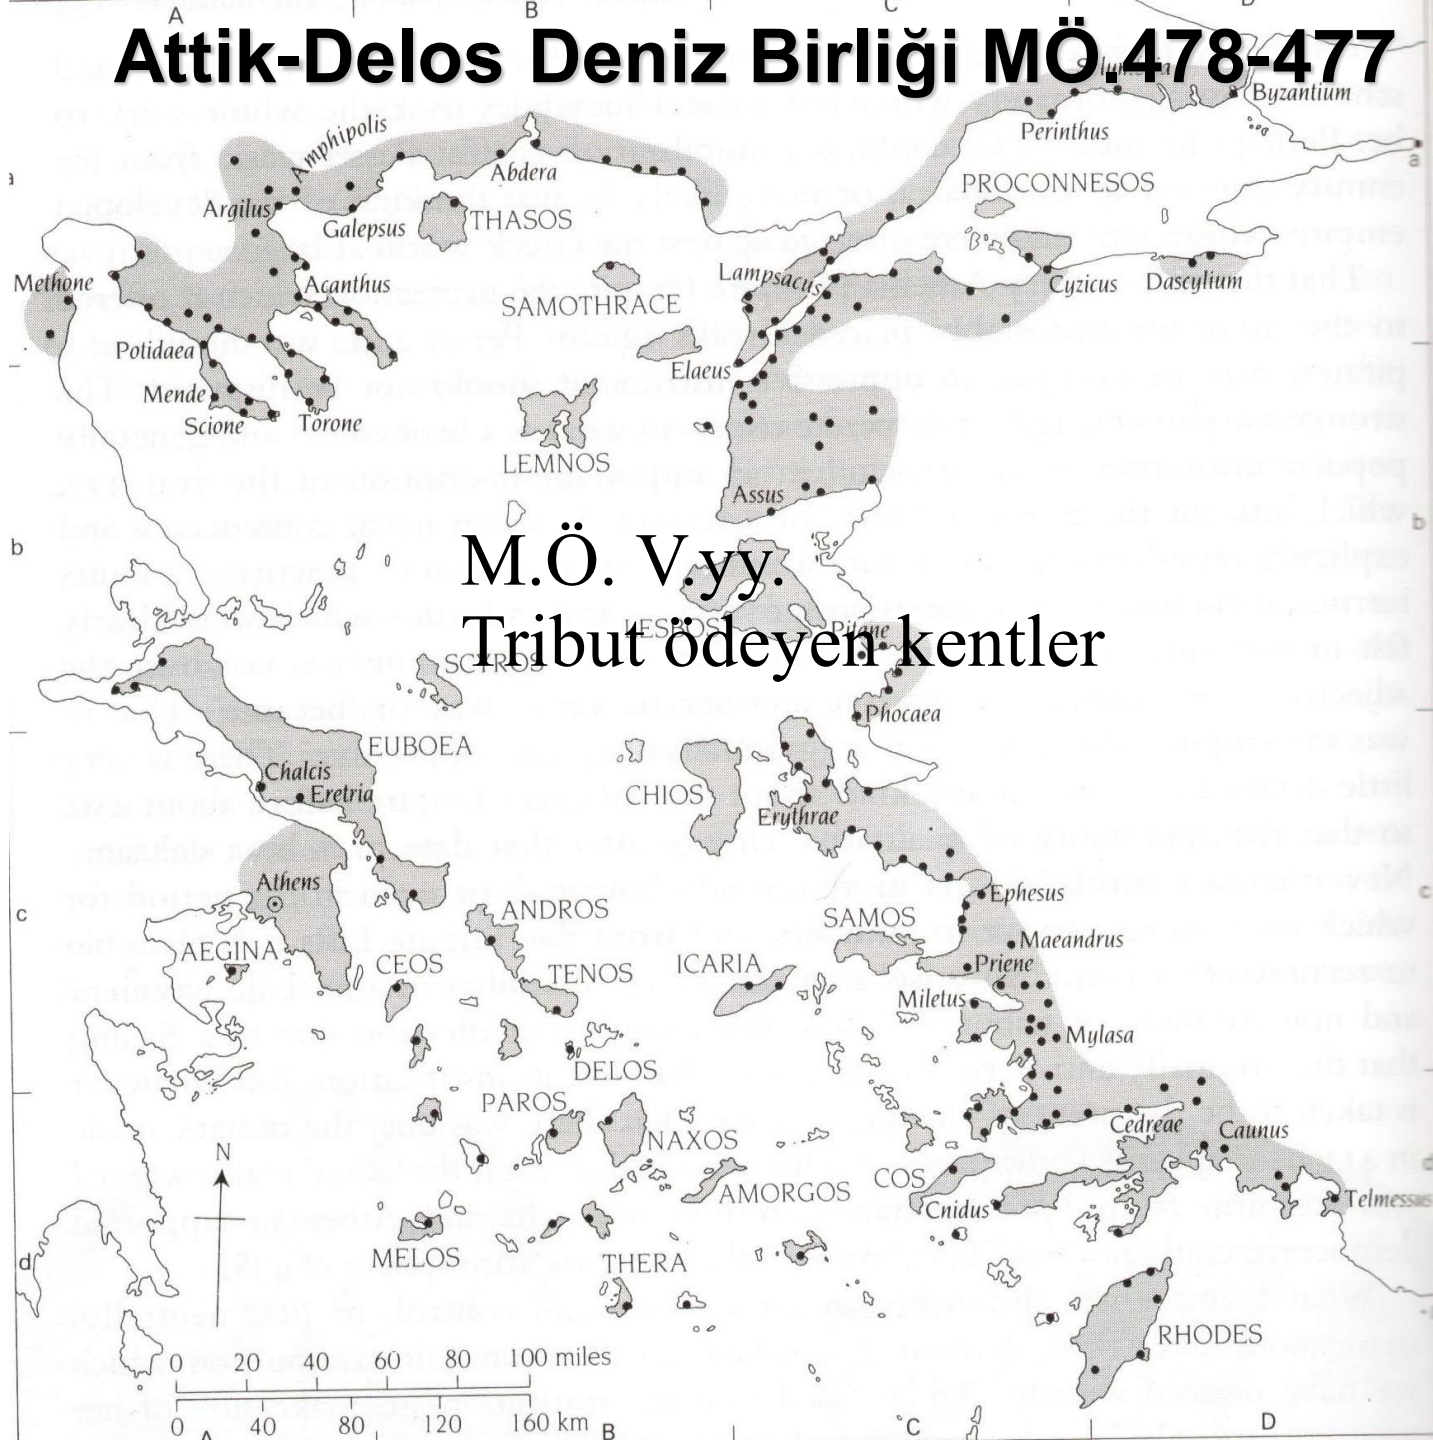 A B C D
Attik-Delos Deniz Birliği MÖ.478-477
Byzantium
Perinthus
Amphipolis
Abdera
a
a
PROCONNESOS
Argilus
Galepsus
THASOS
Methone
Acanthus
SAMOTHRACE
Lampsacus
Cyzicus
Dascylium
Potidaea
Elaeus
Mende
Scione
Torone
LEMNOS
Assus
b
b
M.Ö. V.yy.
LESBOS
Pitane
Tribut ödeyen kentler
SCYROS
Phocaea
EUBOEA
Chalcis
Eretria
CHIOS
Erythrae
Athens
Ephesus
c
c
ANDROS
SAMOS
Maeandrus
AEGINA
CEOS
TENOS
ICARIA
Priene
Miletus
Mylasa
DELOS
PAROS
NAXOS
Cedreae
Caunus
N
AMORGOS
COS
d
Cnidus
Telmessus
MELOS
THERA
d
RHODES
0 20 40 60 80 100 miles
0 40 80 120 160 km
A B C D